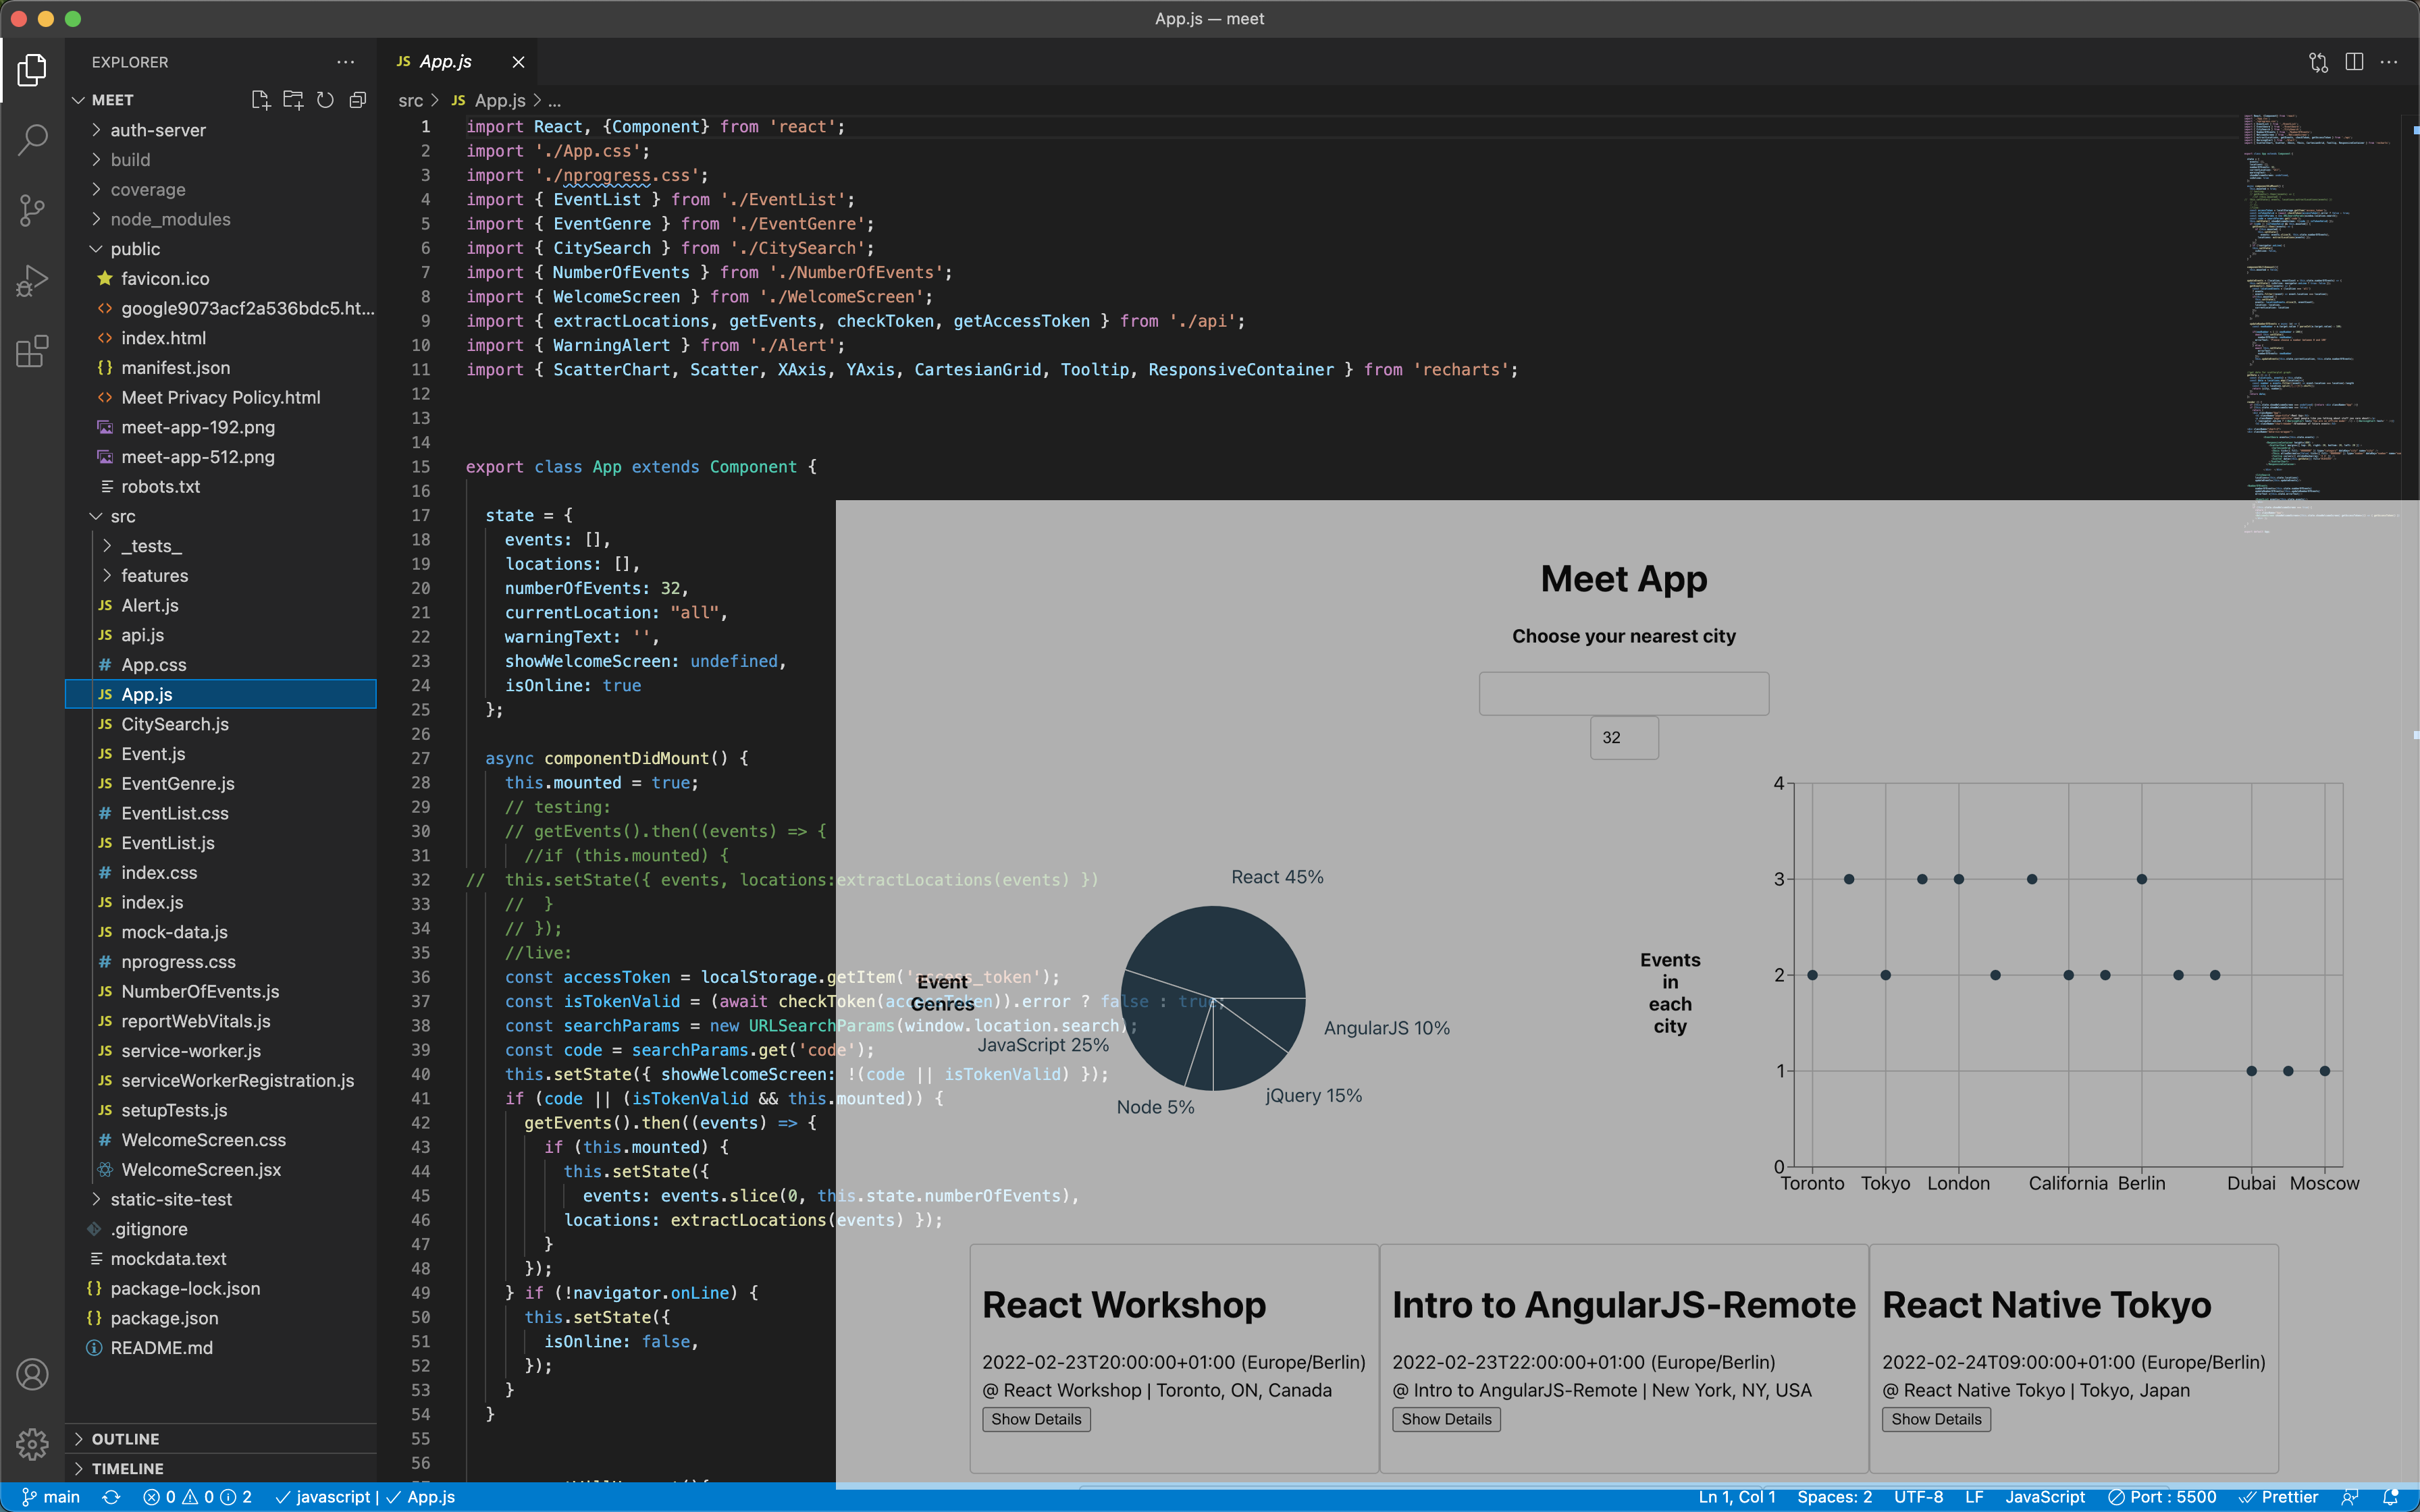 App.js — meet
EXPLORER
MEET
auth-server
build
coverage
node_modules
public
favicon.ico
google9073acf2a536bdc5.ht...
index.html
manifest.json
Meet Privacy Policy.html
meet-app-192.png
meet-app-512.png
robots.txt
src
_tests_
features
Alert.js
api.js
App.css
App.js
CitySearch.js
Event.js
EventGenre.js
EventList.css
EventList.js
index.css
index.js
mock-data.js
nprogress.css
NumberOfEvents.js
reportWebVitals.js
service-worker.js
serviceWorkerRegistration.js
setupTests.js
WelcomeScreen.css
WelcomeScreen.jsx
static-site-test
.gitignore
mockdata.text
package-lock.json
package.json
README.md
OUTLINE
TIMELINE
JS App.js
src > JS App.js > ...
1 import React, {Component} from 'react';
2 import './App.css';
3 import './nprogress.css';
4 import { EventList } from './EventList';
5 import { EventGenre } from './EventGenre';
6 import { CitySearch } from './CitySearch';
7 import { NumberOfEvents } from './NumberOfEvents';
8 import { WelcomeScreen } from './WelcomeScreen';
9 import { extractLocations, getEvents, checkToken, getAccessToken } from './api';
10 import { WarningAlert } from './Alert';
11 import { ScatterChart, Scatter, XAxis, YAxis, CartesianGrid, Tooltip, ResponsiveContainer } from 'recharts';
12
13
14
15 export class App extends Component {
16
17 state = {
18 events: [],
19 locations: [],
20 numberOfEvents: 32,
21 currentLocation: "all",
22 warningText: '',
23 showWelcomeScreen: undefined,
24 isOnline: true
25 };
26
27 async componentDidMount() {
28 this.mounted = true;
29 // testing:
30 // getEvents().then((events) => {
31 //if (this.mounted) {
32 // this.setState({ events, locations:extractLocations(events) })
33 // }
34 // });
35 //live:
36 const accessToken = localStorage.getItem('access_token');
37 const isTokenValid = (await checkToken(accessToken)).error ? false : true;
38 const searchParams = new URLSearchParams(window.location.search);
39 const code = searchParams.get('code');
40 this.setState({ showWelcomeScreen: !(code || isTokenValid) });
41 if (code || (isTokenValid && this.mounted)) {
42 getEvents().then((events) => {
43 if (this.mounted) {
44 this.setState({
45 events: events.slice(0, this.state.numberOfEvents),
46 locations: extractLocations(events) });
47 }
48 });
49 } if (!navigator.onLine) {
50 this.setState({
51 isOnline: false,
52 });
53 }
54 }
55
56
Meet App
Choose your nearest city
32
Event
Genres
React 45%
AngularJS 10%
JavaScript 25%
jQuery 15%
Node 5%
Events
in
each
city
4
3
2
1
0
Toronto Tokyo London California Berlin Dubai Moscow
React Workshop
2022-02-23T20:00:00+01:00 (Europe/Berlin)
@ React Workshop | Toronto, ON, Canada
Show Details
Intro to AngularJS-Remote
2022-02-23T22:00:00+01:00 (Europe/Berlin)
@ Intro to AngularJS-Remote | New York, NY, USA
Show Details
React Native Tokyo
2022-02-24T09:00:00+01:00 (Europe/Berlin)
@ React Native Tokyo | Tokyo, Japan
Show Details
main 0 0 2 javascript | App.js Ln 1, Col 1 Spaces: 2 UTF-8 LF JavaScript Port : 5500 Prettier